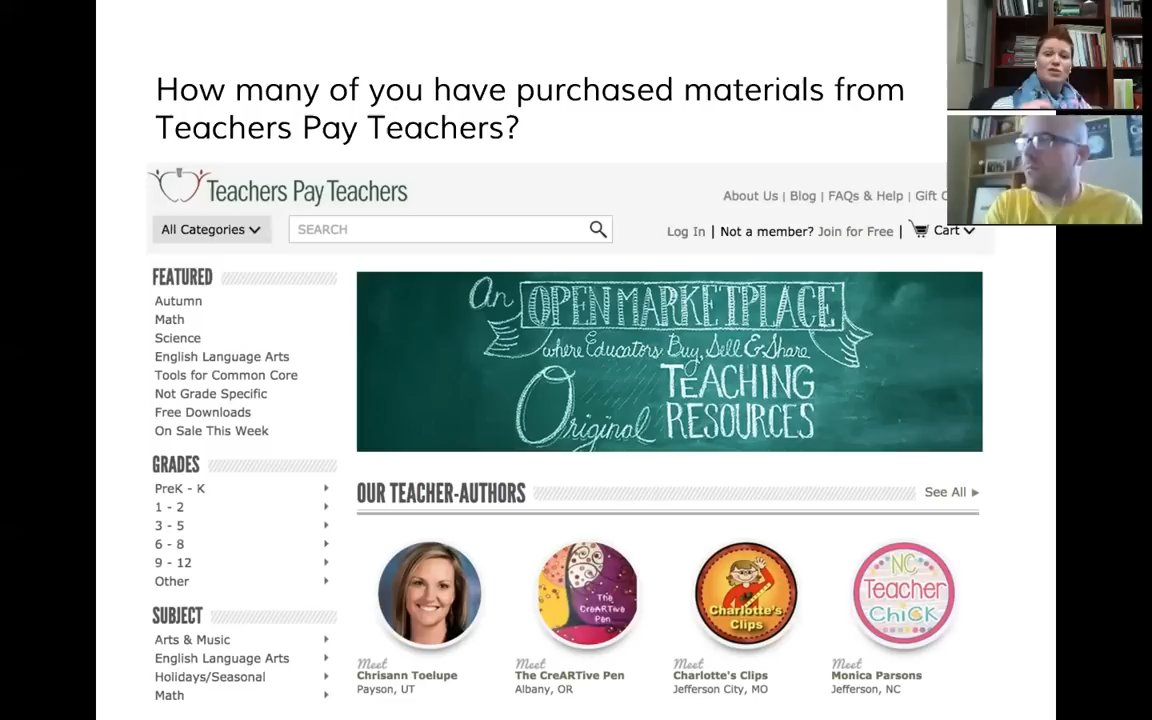 How many of you have purchased materials from
Teachers Pay Teachers?
Teachers Pay Teachers
About Us | Blog | FAQs & Help | Gift
All Categories
SEARCH
Log In | Not a member? Join for Free |
Cart
FEATURED
Autumn
Math
Science
English Language Arts
Tools for Common Core
Not Grade Specific
Free Downloads
On Sale This Week
GRADES
PreK - K
1 - 2
3 - 5
6 - 8
9 - 12
Other
SUBJECT
Arts & Music
English Language Arts
Holidays/Seasonal
Math
An OPEN MARKETPLACE
where Educators Buy, Sell & Share
Original TEACHING
RESOURCES
OUR TEACHER-AUTHORS
See All
The
CreARTive
Pen
Charlotte's
Clips
NC
Teacher
CHiCK
Meet
Chrisann Toelupe
Payson, UT
Meet
The CreARTive Pen
Albany, OR
Meet
Charlotte's Clips
Jefferson City, MO
Meet
Monica Parsons
Jefferson, NC